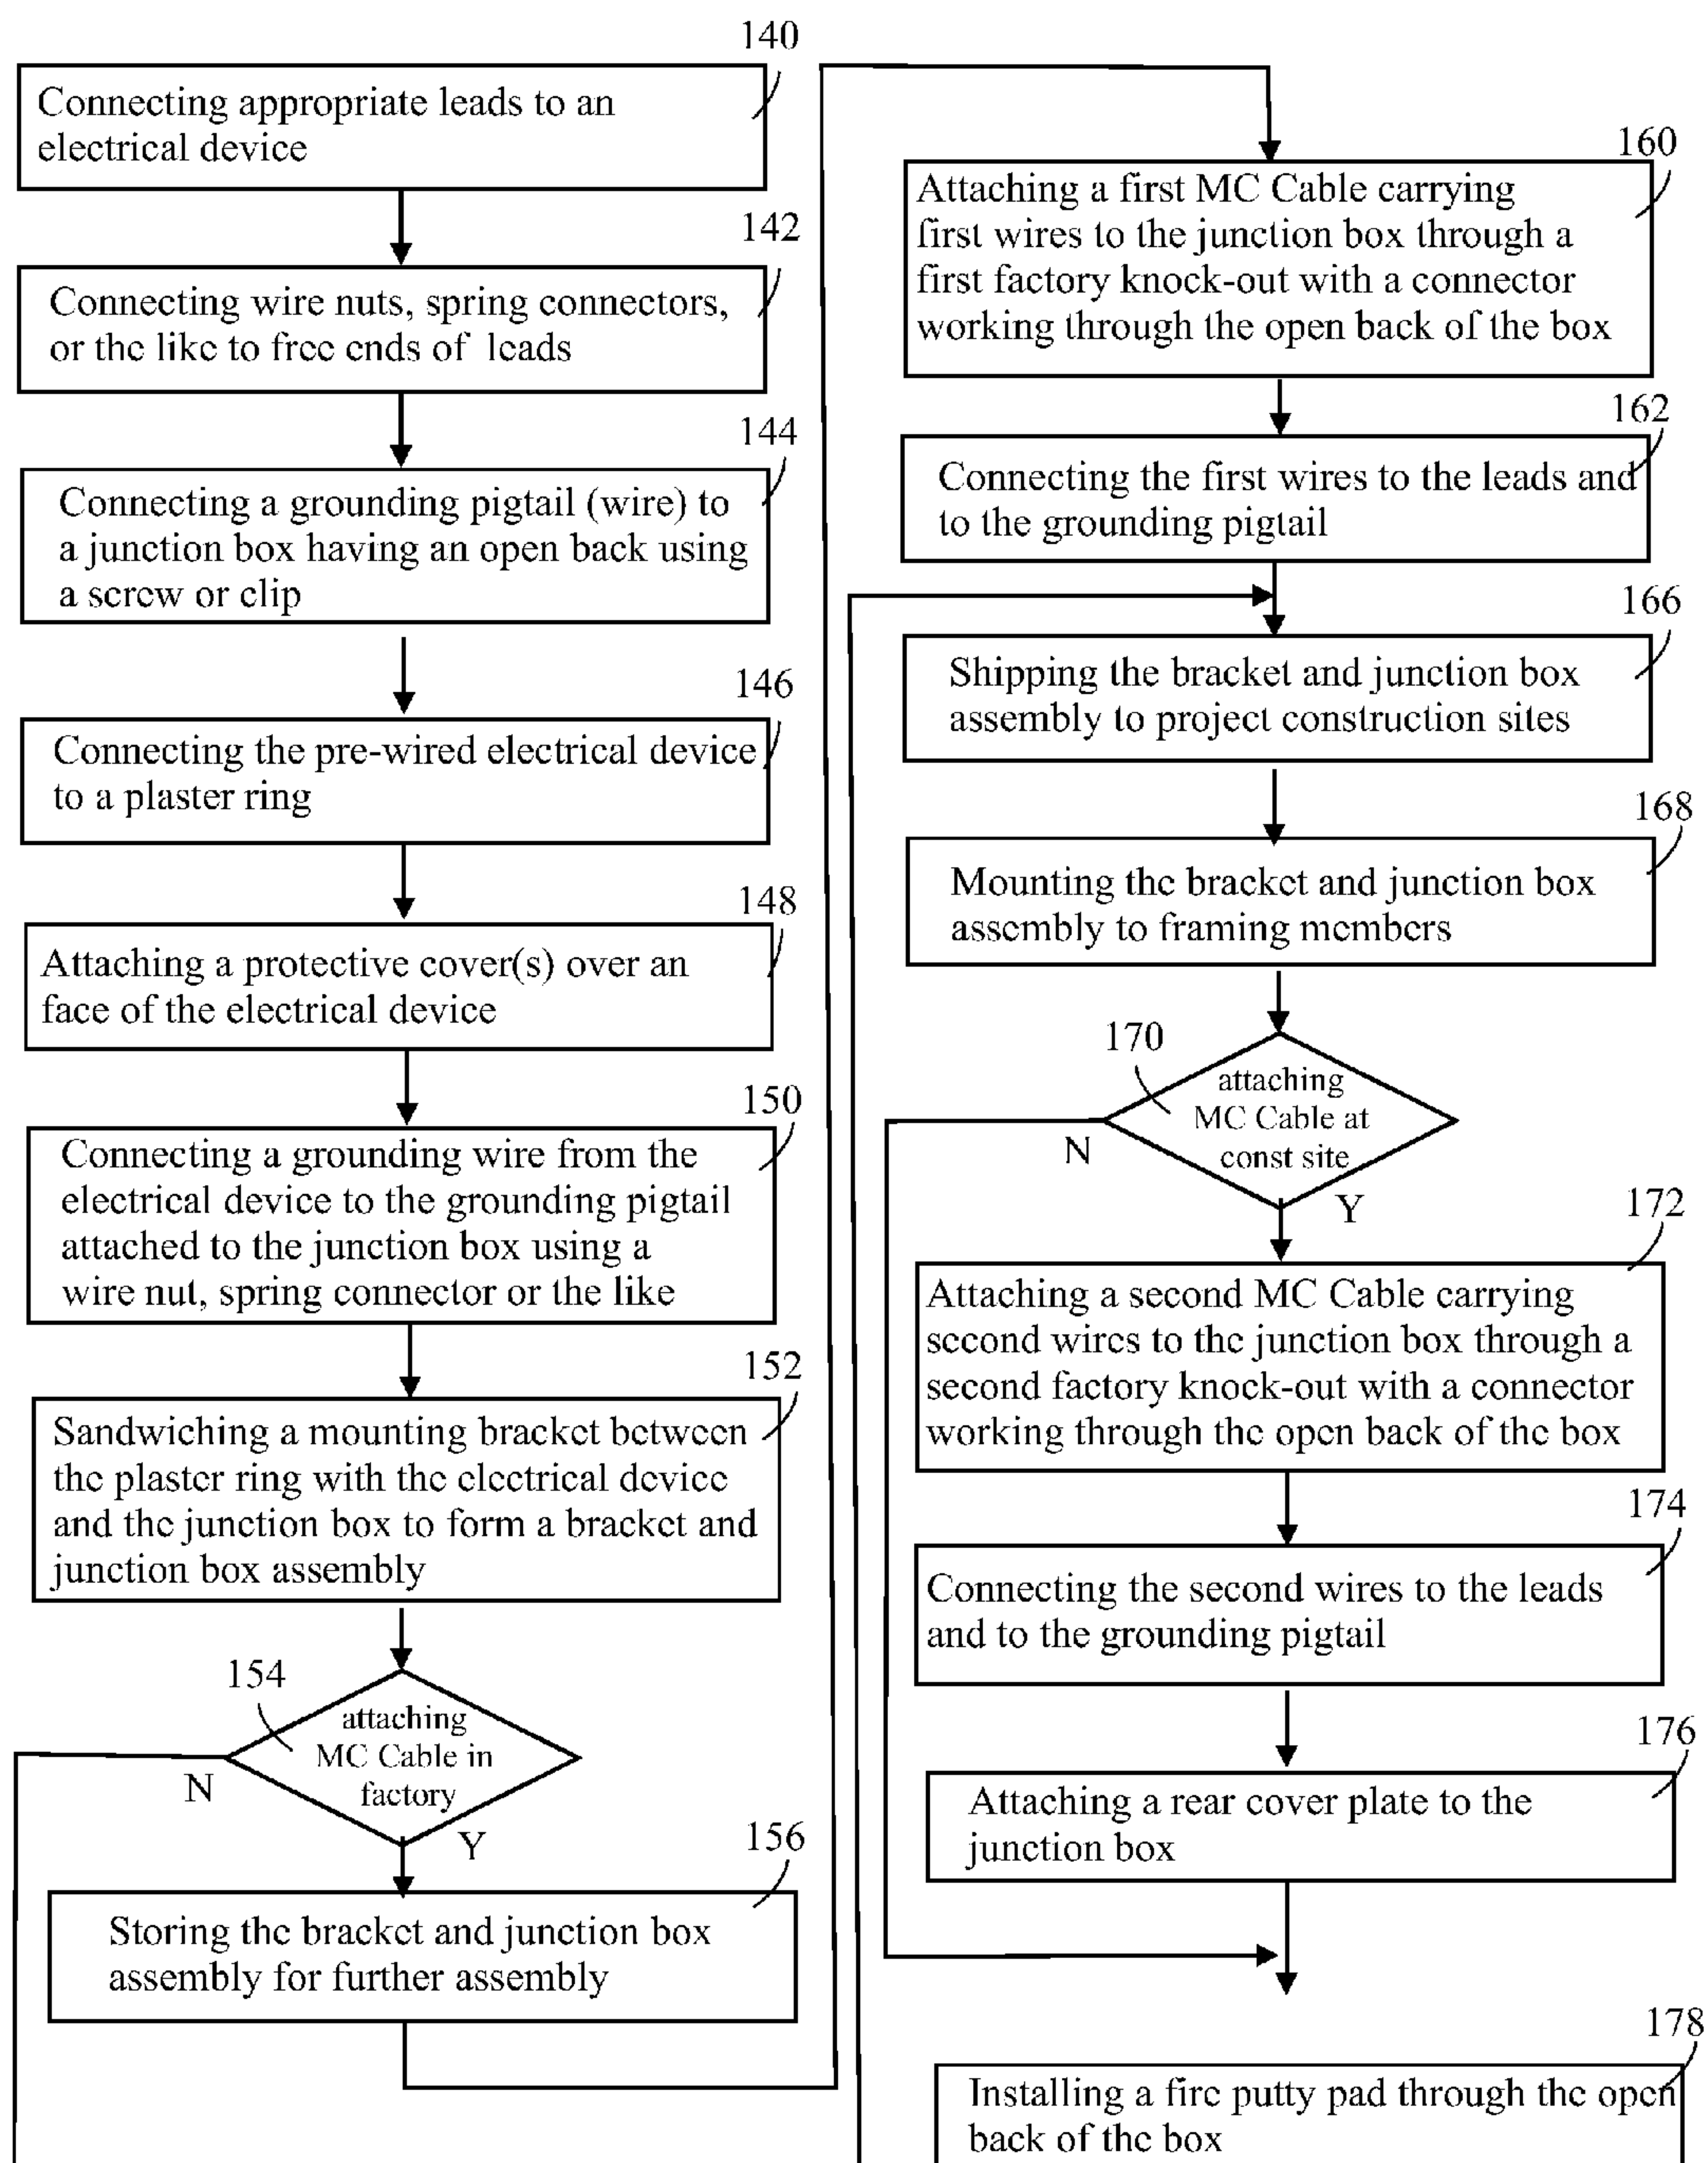 140
Connecting appropriate leads to an
electrical device
142
Connecting wire nuts, spring connectors,
or the like to free ends of leads
144
Connecting a grounding pigtail (wire) to
a junction box having an open back using
a screw or clip
146
Connecting the pre-wired electrical device
to a plaster ring
148
Attaching a protective cover(s) over an
face of the electrical device
150
Connecting a grounding wire from the
electrical device to the grounding pigtail
attached to the junction box using a
wire nut, spring connector or the like
152
Sandwiching a mounting bracket between
the plaster ring with the electrical device
and the junction box to form a bracket and
junction box assembly
154
attaching
MC Cable in
factory
N
Y
156
Storing the bracket and junction box
assembly for further assembly
160
Attaching a first MC Cable carrying
first wires to the junction box through a
first factory knock-out with a connector
working through the open back of the box
162
Connecting the first wires to the leads and
to the grounding pigtail
166
Shipping the bracket and junction box
assembly to project construction sites
168
Mounting the bracket and junction box
assembly to framing members
170
attaching
MC Cable at
const site
N
Y
172
Attaching a second MC Cable carrying
second wires to the junction box through a
second factory knock-out with a connector
working through the open back of the box
174
Connecting the second wires to the leads
and to the grounding pigtail
176
Attaching a rear cover plate to the
junction box
178
Installing a fire putty pad through the open
back of the box